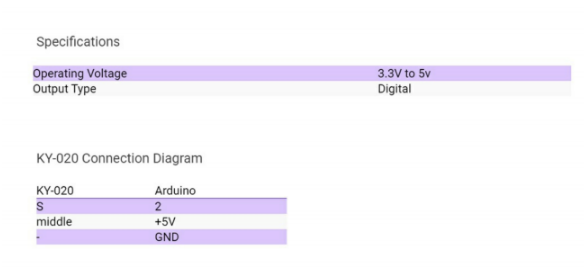 Specifications
Operating Voltage 3.3V to 5v
Output Type Digital
KY-020 Connection Diagram
KY-020 Arduino
S 2
middle +5V
- GND